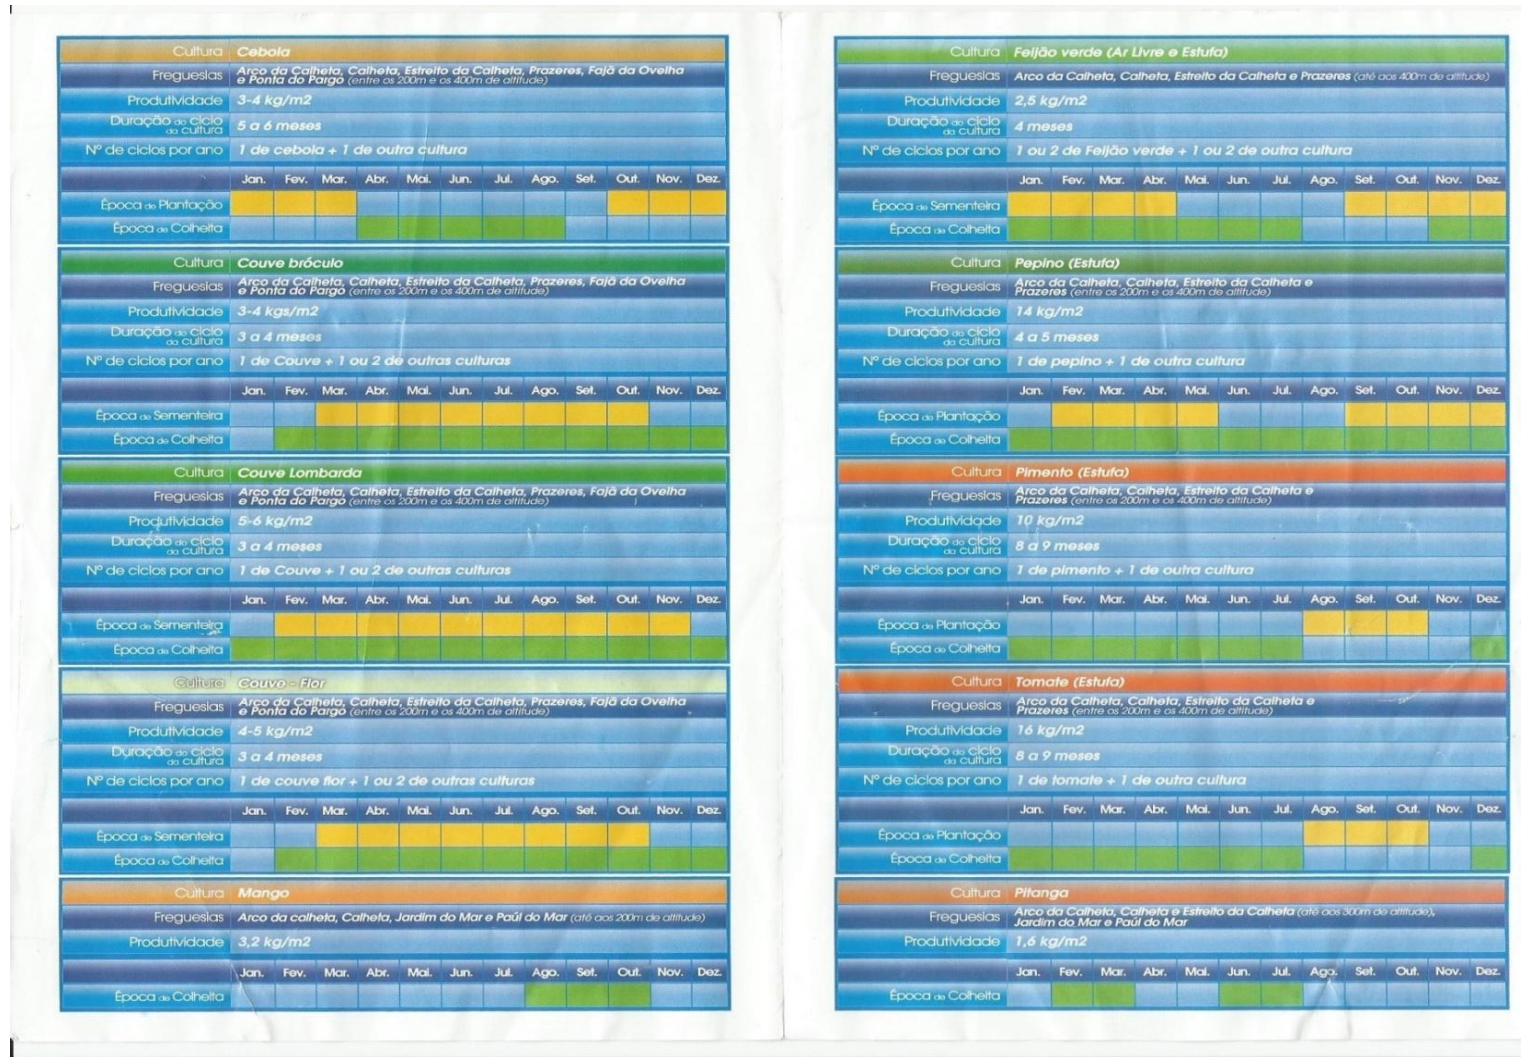 Cultura Cebola
Freguesias Arco da Calheta, Calheta, Estreito da Calheta, Prazeres, Fajã da Ovelha
e Ponta do Pargo (entre os 200m e os 400m de altitude)
Produtividade 3-4 kg/m2
Duração do ciclo
da cultura 5 a 6 meses
Nº de ciclos por ano 1 de cebola + 1 de outra cultura
Jan. Fev. Mar. Abr. Mai. Jun. Jul. Ago. Set. Out. Nov. Dez.
Época de Plantação
Época de Colheita
Cultura Couve bróculo
Freguesias Arco da Calheta, Calheta, Estreito da Calheta, Prazeres, Fajã da Ovelha
e Ponta do Pargo (entre os 200m e os 400m de altitude)
Produtividade 3-4 kgs/m2
Duração do ciclo
da cultura 3 a 4 meses
Nº de ciclos por ano 1 de Couve + 1 ou 2 de outras culturas
Jan. Fev. Mar. Abr. Mai. Jun. Jul. Ago. Set. Out. Nov. Dez.
Época de Sementeira
Época de Colheita
Cultura Couve Lombarda
Freguesias Arco da Calheta, Calheta, Estreito da Calheta, Prazeres, Fajã da Ovelha
e Ponta do Pargo (entre os 200m e os 400m de altitude)
Produtividade 5-6 kg/m2
Duração do ciclo
da cultura 3 a 4 meses
Nº de ciclos por ano 1 de Couve + 1 ou 2 de outras culturas
Jan. Fev. Mar. Abr. Mai. Jun. Jul. Ago. Set. Out. Nov. Dez.
Época de Sementeira
Época de Colheita
Cultura Couve - Flor
Freguesias Arco da Calheta, Calheta, Estreito da Calheta, Prazeres, Fajã da Ovelha
e Ponta do Pargo (entre os 200m e os 400m de altitude)
Produtividade 4-5 kg/m2
Duração do ciclo
da cultura 3 a 4 meses
Nº de ciclos por ano 1 de couve flor + 1 ou 2 de outras culturas
Jan. Fev. Mar. Abr. Mai. Jun. Jul. Ago. Set. Out. Nov. Dez.
Época de Sementeira
Época de Colheita
Cultura Mango
Freguesias Arco da calheta, Calheta, Jardim do Mar e Paúl do Mar (até aos 200m de altitude)
Produtividade 3,2 kg/m2
Jan. Fev. Mar. Abr. Mai. Jun. Jul. Ago. Set. Out. Nov. Dez.
Época de Colheita
Cultura Feijão verde (Ar Livre e Estufa)
Freguesias Arco da Calheta, Calheta, Estreito da Calheta e Prazeres (até aos 400m de altitude)
Produtividade 2,5 kg/m2
Duração do ciclo
da cultura 4 meses
Nº de ciclos por ano 1 ou 2 de Feijão verde + 1 ou 2 de outra cultura
Jan. Fev. Mar. Abr. Mai. Jun. Jul. Ago. Set. Out. Nov. Dez.
Época de Sementeira
Época de Colheita
Cultura Pepino (Estufa)
Freguesias Arco da Calheta, Calheta, Estreito da Calheta e
Prazeres (entre os 200m e os 400m de altitude)
Produtividade 14 kg/m2
Duração do ciclo
da cultura 4 a 5 meses
Nº de ciclos por ano 1 de pepino + 1 de outra cultura
Jan. Fev. Mar. Abr. Mai. Jun. Jul. Ago. Set. Out. Nov. Dez.
Época de Plantação
Época de Colheita
Cultura Pimento (Estufa)
Freguesias Arco da Calheta, Calheta, Estreito da Calheta e
Prazeres (entre os 200m e os 400m de altitude)
Produtividade 10 kg/m2
Duração do ciclo
da cultura 8 a 9 meses
Nº de ciclos por ano 1 de pimento + 1 de outra cultura
Jan. Fev. Mar. Abr. Mai. Jun. Jul. Ago. Set. Out. Nov. Dez.
Época de Plantação
Época de Colheita
Cultura Tomate (Estufa)
Freguesias Arco da Calheta, Calheta, Estreito da Calheta e
Prazeres (entre os 200m e os 400m de altitude)
Produtividade 16 kg/m2
Duração do ciclo
da cultura 8 a 9 meses
Nº de ciclos por ano 1 de tomate + 1 de outra cultura
Jan. Fev. Mar. Abr. Mai. Jun. Jul. Ago. Set. Out. Nov. Dez.
Época de Plantação
Época de Colheita
Cultura Pitanga
Freguesias Arco da Calheta, Calheta e Estreito da Calheta (até aos 300m de altitude),
Jardim do Mar e Paúl do Mar
Produtividade 1,6 kg/m2
Jan. Fev. Mar. Abr. Mai. Jun. Jul. Ago. Set. Out. Nov. Dez.
Época de Colheita